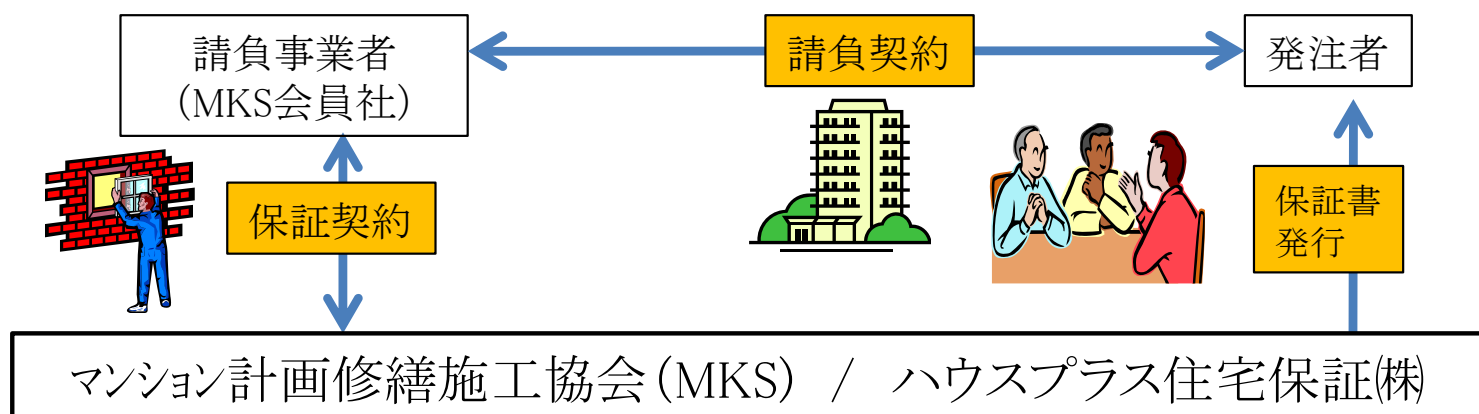 請負事業者
（MKS会員社）
請負契約
発注者
保証契約
保証書
発行
マンション計画修繕施工協会（MKS） / ハウスプラス住宅保証㈱